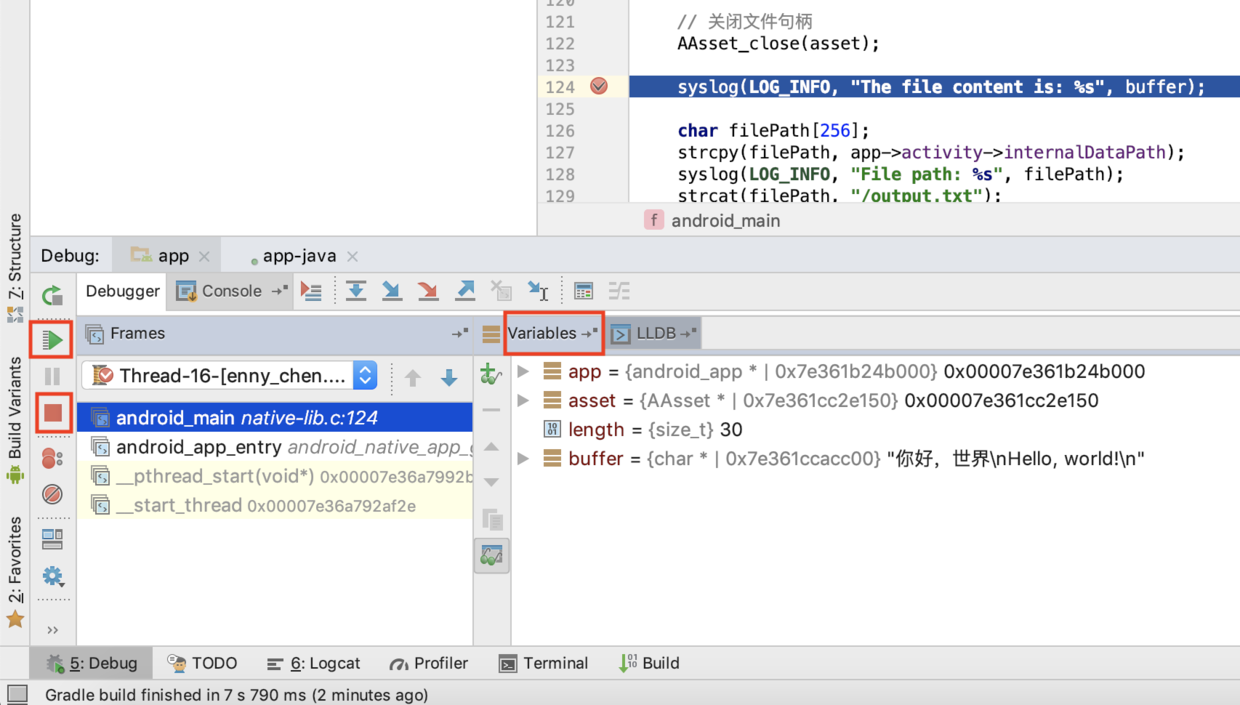 120
121 // 关闭文件句柄
122 AAsset_close(asset);
123
124 syslog(LOG_INFO, "The file content is: %s", buffer);
125
126 char filePath[256];
127 strcpy(filePath, app->activity->internalDataPath);
128 syslog(LOG_INFO, "File path: %s", filePath);
129 strcat(filePath, "/output.txt");
f android_main
7: Structure
Build Variants
2: Favorites
Debug: app app-java
Debugger Console
Frames Variables LLDB
Thread-16-[enny_chen....
android_main native-lib.c:124
android_app_entry android_native_app_g
__pthread_start(void*) 0x00007e36a7992b
__start_thread 0x00007e36a792af2e
app = {android_app * | 0x7e361b24b000} 0x00007e361b24b000
asset = {AAsset * | 0x7e361cc2e150} 0x00007e361cc2e150
length = {size_t} 30
buffer = {char * | 0x7e361ccacc00} "你好，世界\nHello, world!\n"
5: Debug TODO 6: Logcat Profiler Terminal Build
Gradle build finished in 7 s 790 ms (2 minutes ago)